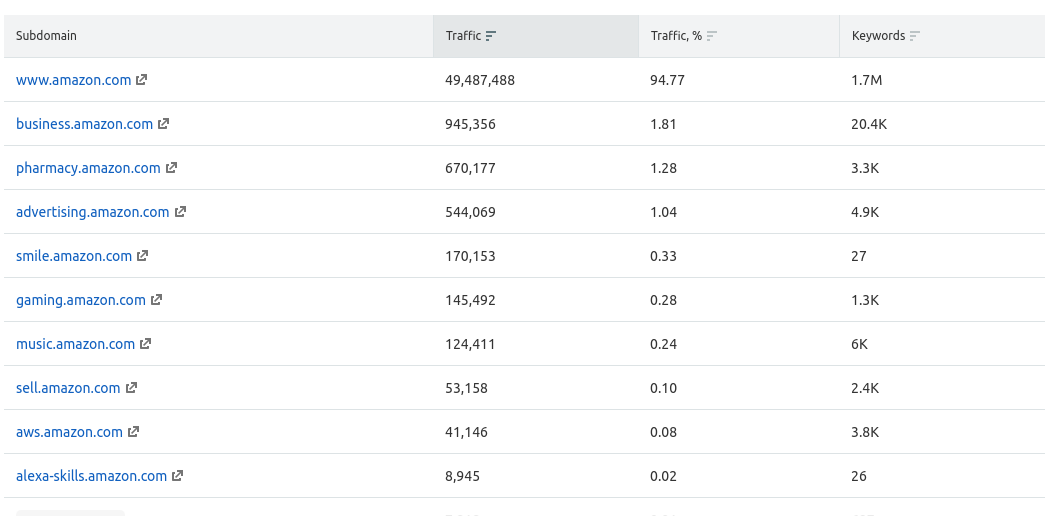 Subdomain Traffic Traffic, % Keywords
www.amazon.com 49,487,488 94.77 1.7M
business.amazon.com 945,356 1.81 20.4K
pharmacy.amazon.com 670,177 1.28 3.3K
advertising.amazon.com 544,069 1.04 4.9K
smile.amazon.com 170,153 0.33 27
gaming.amazon.com 145,492 0.28 1.3K
music.amazon.com 124,411 0.24 6K
sell.amazon.com 53,158 0.10 2.4K
aws.amazon.com 41,146 0.08 3.8K
alexa-skills.amazon.com 8,945 0.02 26